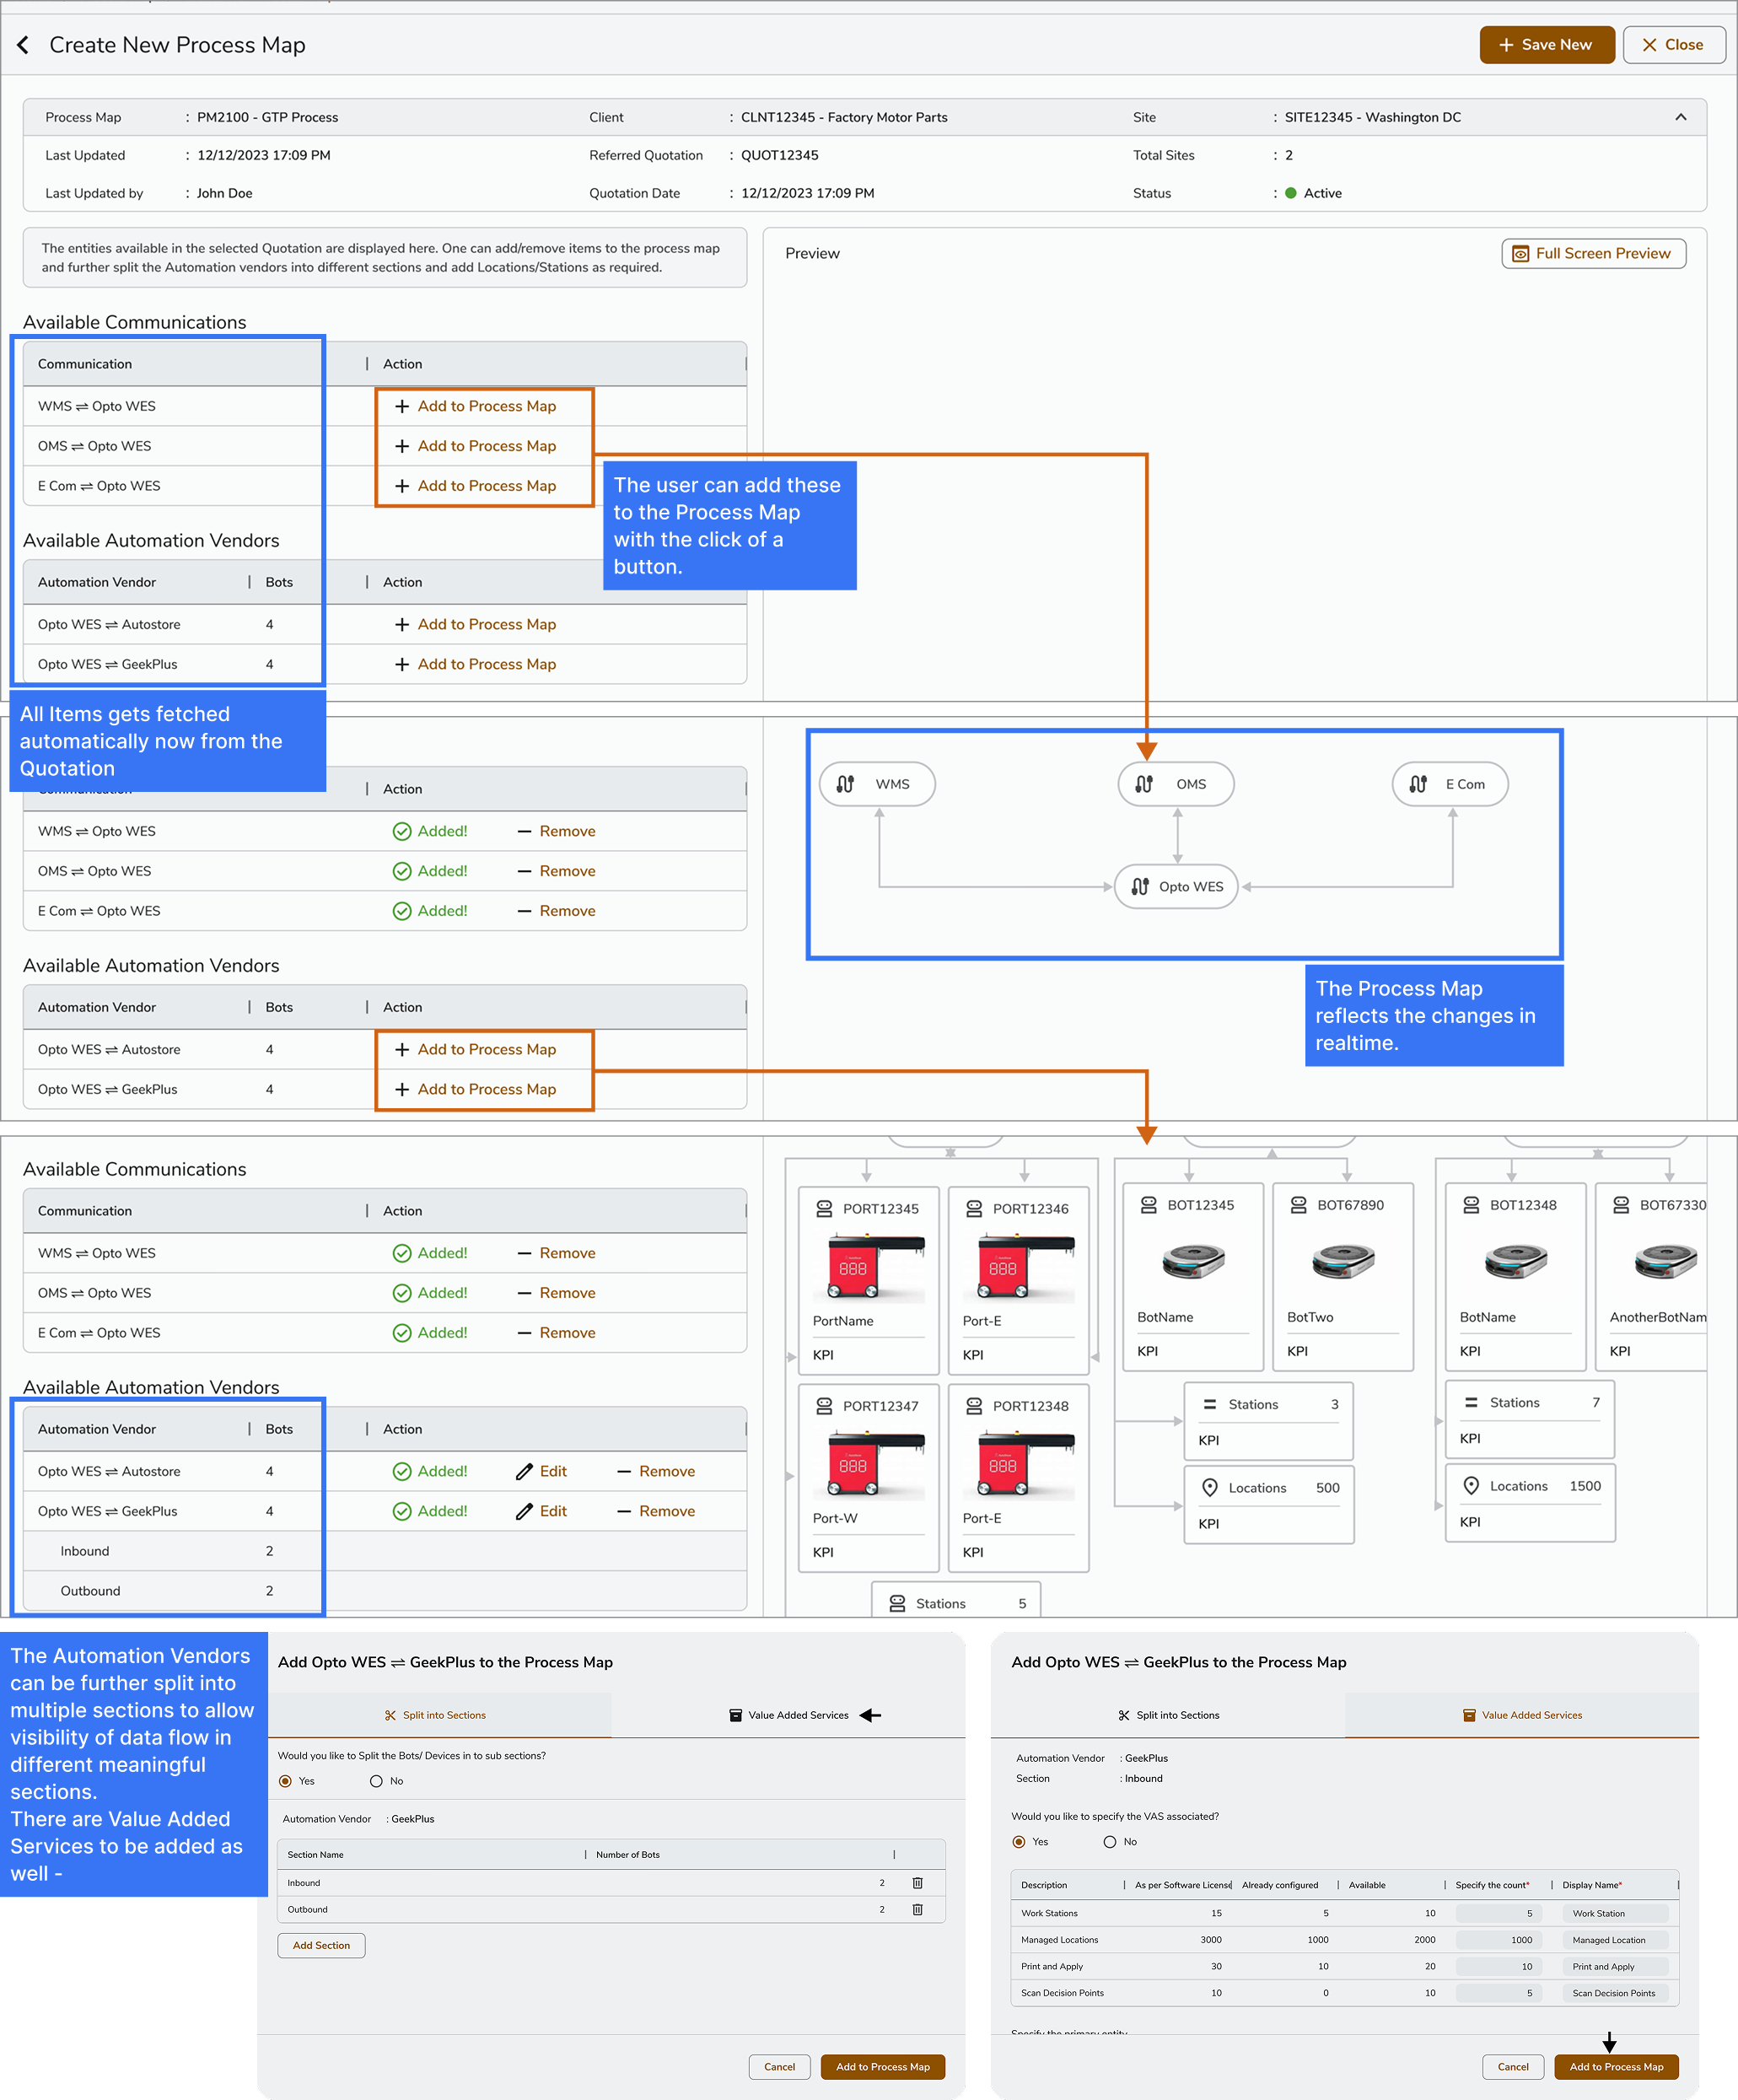 Create New Process Map
Save New
Close
Process Map : PM2100 - GTP Process
Client : CLNT12345 - Factory Motor Parts
Site : SITE12345 - Washington DC
Last Updated : 12/12/2023 17:09 PM
Referred Quotation : QUOT12345
Total Sites : 2
Last Updated by : John Doe
Quotation Date : 12/12/2023 17:09 PM
Status : Active
The entities available in the selected Quotation are displayed here. One can add/remove items to the process map
and further split the Automation vendors into different sections and add Locations/Stations as required.
Preview
Full Screen Preview
Available Communications
Communication | Action
WMS ⇌ Opto WES + Add to Process Map
OMS ⇌ Opto WES + Add to Process Map
E Com ⇌ Opto WES + Add to Process Map
The user can add these
to the Process Map
with the click of a
button.
Available Automation Vendors
Automation Vendor | Bots | Action
Opto WES ⇌ Autostore 4 + Add to Process Map
Opto WES ⇌ GeekPlus 4 + Add to Process Map
All Items gets fetched
automatically now from the
Quotation
Communication | Action
WMS ⇌ Opto WES Added! — Remove
OMS ⇌ Opto WES Added! — Remove
E Com ⇌ Opto WES Added! — Remove
WMS
OMS
E Com
Opto WES
The Process Map
reflects the changes in
realtime.
Available Automation Vendors
Automation Vendor | Bots | Action
Opto WES ⇌ Autostore 4 + Add to Process Map
Opto WES ⇌ GeekPlus 4 + Add to Process Map
Available Communications
Communication | Action
WMS ⇌ Opto WES Added! — Remove
OMS ⇌ Opto WES Added! — Remove
E Com ⇌ Opto WES Added! — Remove
Available Automation Vendors
Automation Vendor | Bots | Action
Opto WES ⇌ Autostore 4 Added! Edit — Remove
Opto WES ⇌ GeekPlus 4 Added! Edit — Remove
Inbound 2
Outbound 2
PORT12345
888
PortName
KPI
PORT12346
888
Port-E
KPI
PORT12347
888
Port-W
KPI
PORT12348
888
Port-E
KPI
Stations 5
BOT12345
BotName
KPI
BOT67890
BotTwo
KPI
Stations 3
KPI
Locations 500
KPI
BOT12348
BotName
KPI
BOT67330
AnotherBotNam
KPI
Stations 7
KPI
Locations 1500
KPI
The Automation Vendors
can be further split into
multiple sections to allow
visibility of data flow in
different meaningful
sections.
There are Value Added
Services to be added as
well -
Add Opto WES ⇌ GeekPlus to the Process Map
Split into Sections
Value Added Services
Would you like to Split the Bots/ Devices in to sub sections?
Yes No
Automation Vendor : GeekPlus
Section Name | Number of Bots |
Inbound 2
Outbound 2
Add Section
Cancel
Add to Process Map
Add Opto WES ⇌ GeekPlus to the Process Map
Split into Sections
Value Added Services
Automation Vendor : GeekPlus
Section : Inbound
Would you like to specify the VAS associated?
Yes No
Description | As per Software License | Already configured | Available | Specify the count* | Display Name* |
Work Stations 15 5 10 5 Work Station
Managed Locations 3000 1000 2000 1000 Managed Location
Print and Apply 30 10 20 10 Print and Apply
Scan Decision Points 10 0 10 5 Scan Decision Points
Specify the primary entity
Cancel
Add to Process Map